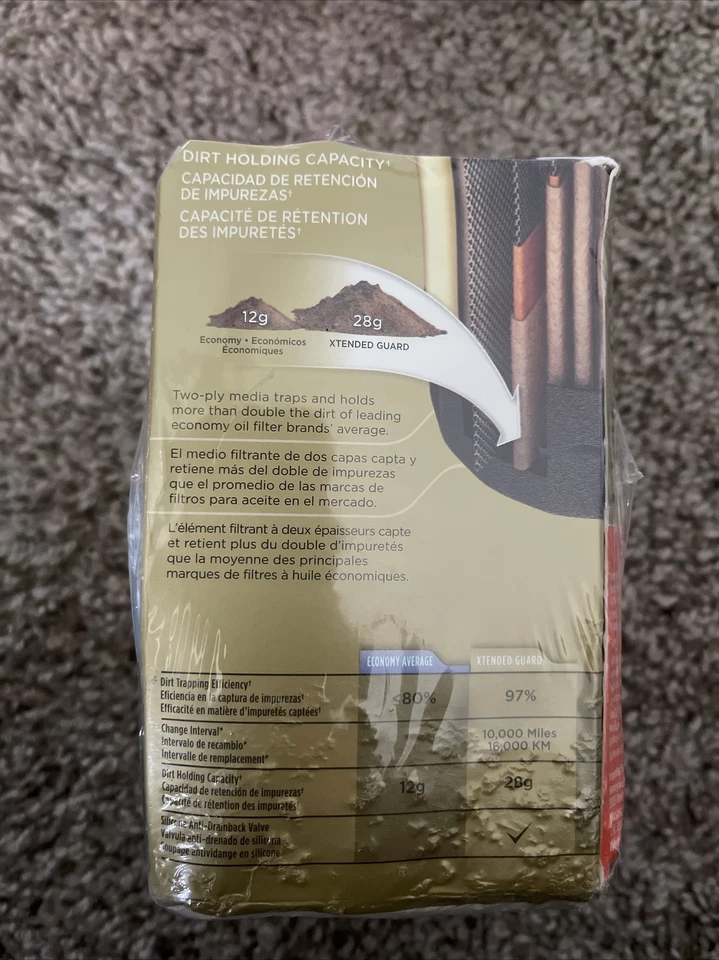 DIRT HOLDING CAPACITY†
CAPACIDAD DE RETENCIÓN
DE IMPUREZAS†
CAPACITÉ DE RÉTENTION
DES IMPURETÉS†
12g
28g
Economy • Económicos
Économiques
XTENDED GUARD
Two-ply media traps and holds
more than double the dirt of leading
economy oil filter brands' average.
El medio filtrante de dos capas capta y
retiene más del doble de impurezas
que el promedio de las marcas de
filtros para aceite en el mercado.
L'élément filtrant à deux épaisseurs capte
et retient plus du double d'impuretés
que la moyenne des principales
marques de filtres à huile économiques.
ECONOMY AVERAGE
XTENDED GUARD
Dirt Trapping Efficiency†
Eficiencia en la captura de impurezas†
Efficacité en matière d'impuretés captées†
≤80%
97%
Change Interval*
Intervalo de recambio*
Intervalle de remplacement*
10,000 Miles
16,000 KM
Dirt Holding Capacity†
Capacidad de retención de impurezas†
Capacité de rétention des impuretés†
12g
28g
Silicone Anti-Drainback Valve
Válvula anti-drenado de silicona
Soupape antividange en silicone
✓